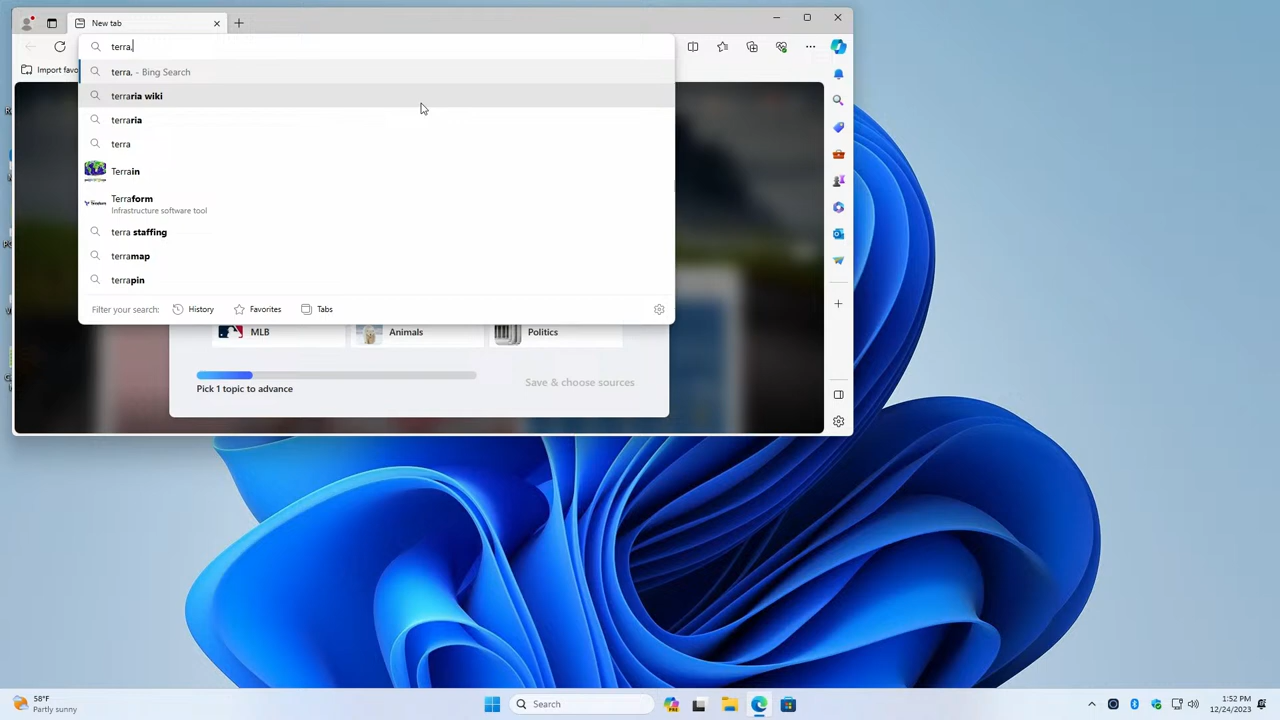 New tab
terra.
terra. - Bing Search
Import favo
terraria wiki
terraria
terra
Terrain
Terraform
Infrastructure software tool
terra staffing
terramap
terrapin
Filter your search: History Favorites Tabs
MLB Animals Politics
Pick 1 topic to advance
Save & choose sources
58°F
Partly sunny
Search
1:52 PM
12/24/2023